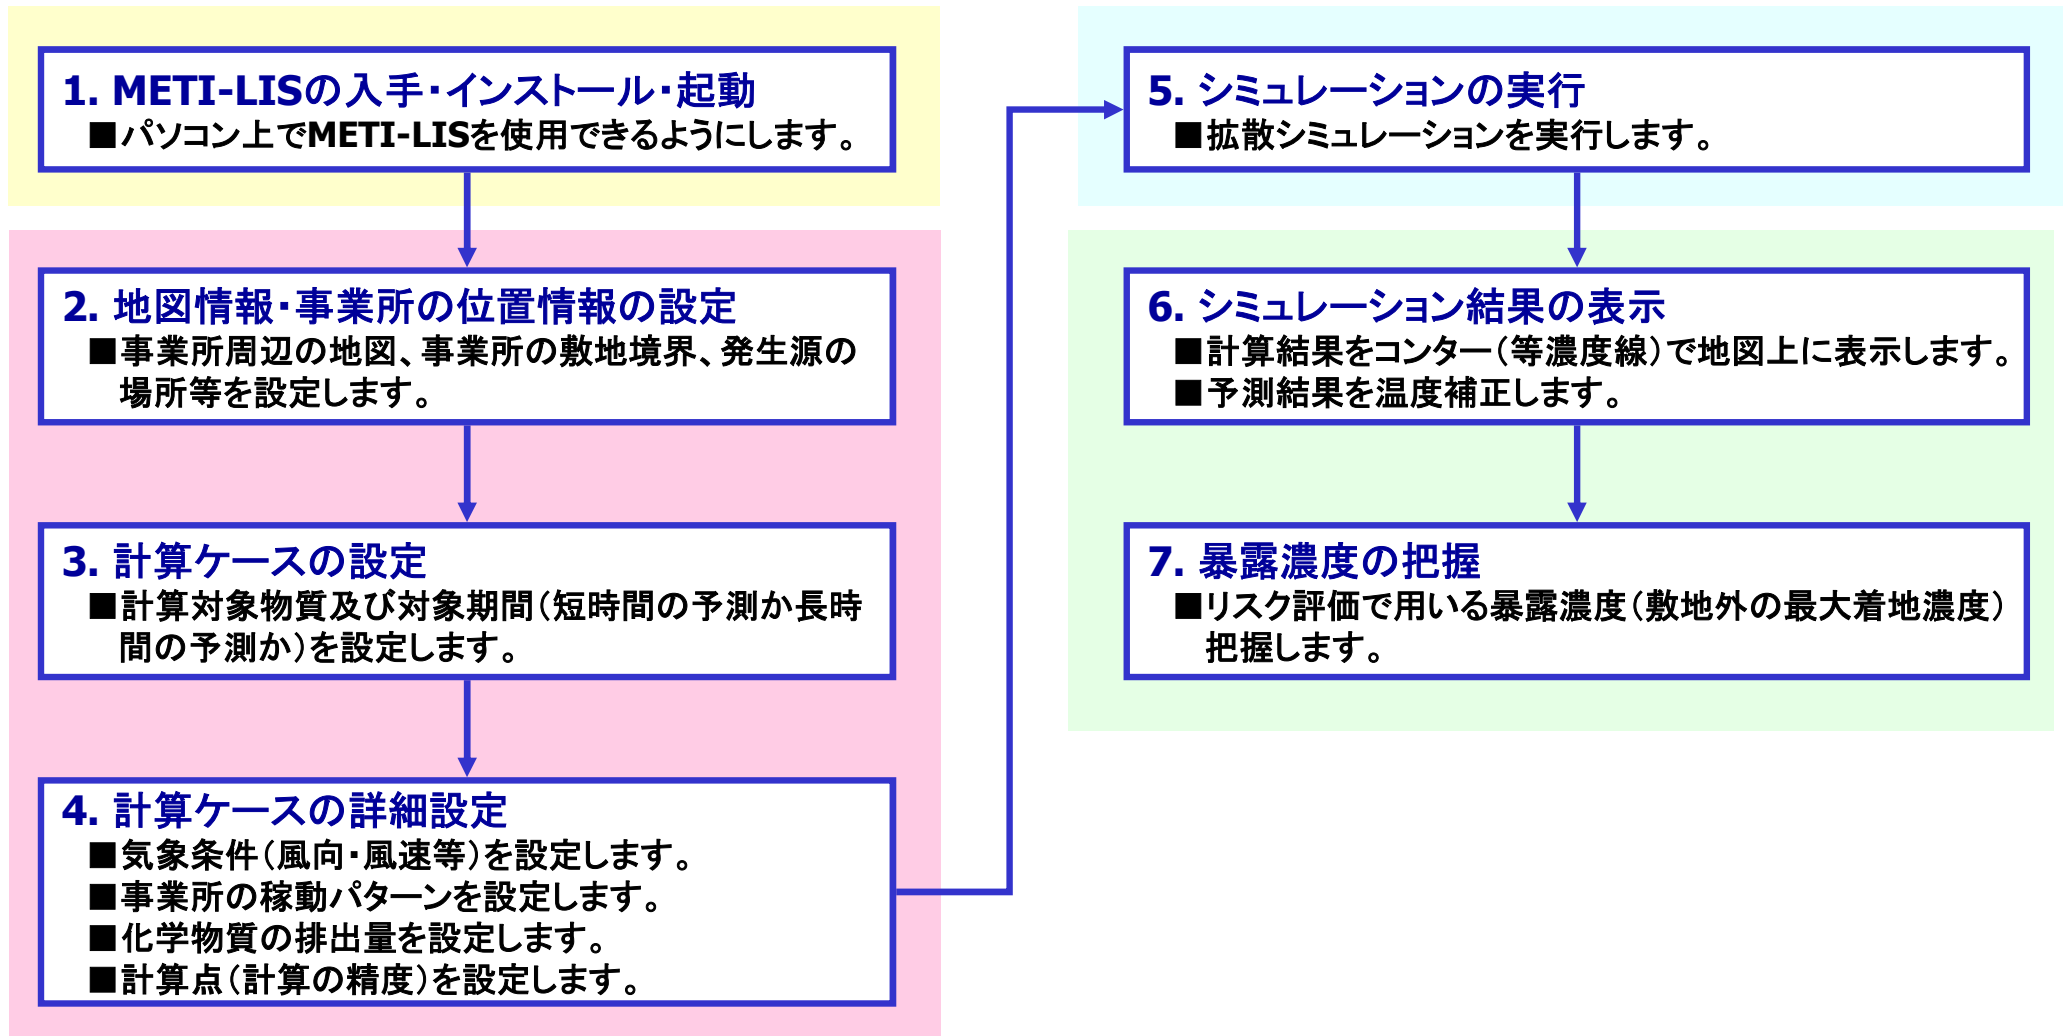 1. METI-LISの入手・インストール・起動
■パソコン上でMETI-LISを使用できるようにします。
2. 地図情報・事業所の位置情報の設定
■事業所周辺の地図、事業所の敷地境界、発生源の
場所等を設定します。
3. 計算ケースの設定
■計算対象物質及び対象期間（短時間の予測か長時
間の予測か）を設定します。
4. 計算ケースの詳細設定
■気象条件（風向・風速等）を設定します。
■事業所の稼動パターンを設定します。
■化学物質の排出量を設定します。
■計算点（計算の精度）を設定します。
5. シミュレーションの実行
■拡散シミュレーションを実行します。
6. シミュレーション結果の表示
■計算結果をコンター（等濃度線）で地図上に表示します。
■予測結果を温度補正します。
7. 暴露濃度の把握
■リスク評価で用いる暴露濃度（敷地外の最大着地濃度）
把握します。